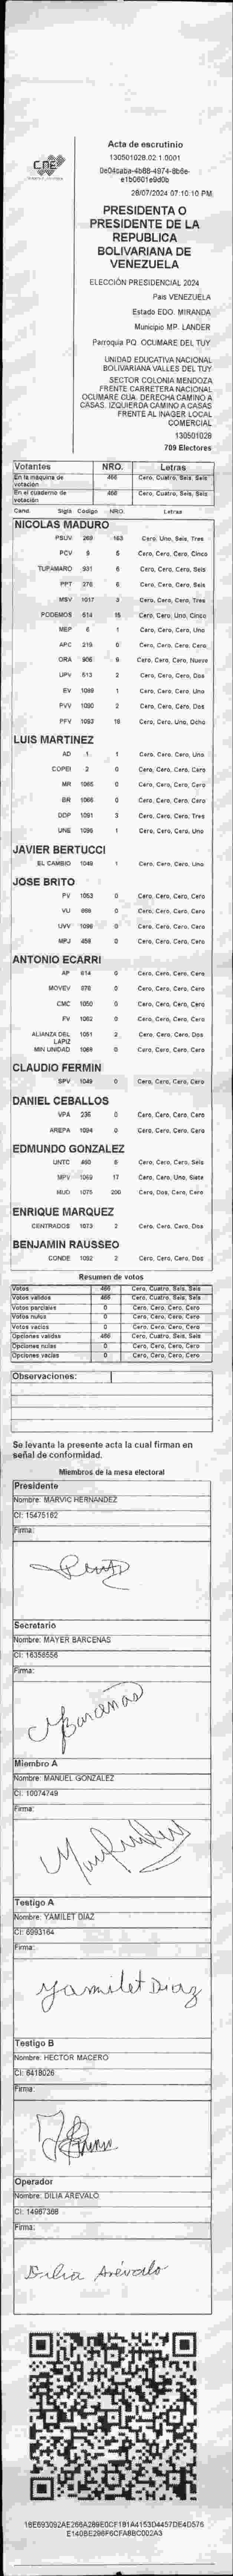 CNE
Acta de escrutinio
130501028.02.1.0001
28/07/2024 07:10:10 PM
PRESIDENTA O
PRESIDENTE DE LA
REPUBLICA
BOLIVARIANA DE
VENEZUELA
ELECCIÓN PRESIDENCIAL 2024
Pais VENEZUELA
Estado EDO. MIRANDA
Municipio MP. LANDER
Parroquia PQ. OCUMARE DEL TUY
UNIDAD EDUCATIVA NACIONAL
BOLIVARIANA VALLES DEL TUY
SECTOR COLONIA MENDOZA
FRENTE CARRETERA NACIONAL
OCUMARE CUA. DERECHA CAMINO A
CASAS. IZQUIERDA CAMINO A CASAS
FRENTE AL INAGER LOCAL
COMERCIAL
130501028
709 Electores
Votantes NRO. Letras
En la máquina de votación 466 Cero, Cuatro, Seis, Seis
En el cuaderno de votación 466 Cero, Cuatro, Seis, Seis
Cand. Sigla Código NRO. Letras
NICOLAS MADURO
PSUV 268 163 Cero, Uno, Seis, Tres
PCV 5 Cero, Cero, Cero, Cinco
TUPAMARO 931 6 Cero, Cero, Cero, Seis
PPT 276 6 Cero, Cero, Cero, Seis
MSV 1017 3 Cero, Cero, Cero, Tres
PODEMOS 614 15 Cero, Cero, Uno, Cinco
MEP 6 1 Cero, Cero, Cero, Uno
APC 219 0 Cero, Cero, Cero, Cero
ORA 906 9 Cero, Cero, Cero, Nueve
UPV 513 2 Cero, Cero, Cero, Dos
EV 1089 1 Cero, Cero, Cero, Uno
PVV 1090 2 Cero, Cero, Cero, Dos
PFV 1093 18 Cero, Cero, Uno, Ocho
LUIS MARTINEZ
AD 1 1 Cero, Cero, Cero, Uno
COPEI 2 0 Cero, Cero, Cero, Cero
MR 1065 0 Cero, Cero, Cero, Cero
BR 1066 0 Cero, Cero, Cero, Cero
DDP 1091 3 Cero, Cero, Cero, Tres
UNE 1095 1 Cero, Cero, Cero, Uno
JAVIER BERTUCCI
EL CAMBIO 1048 1 Cero, Cero, Cero, Uno
JOSE BRITO
PV 1053 0 Cero, Cero, Cero, Cero
VU 0 Cero, Cero, Cero, Cero
UVV 1098 0 Cero, Cero, Cero, Cero
MPJ 458 0 Cero, Cero, Cero, Cero
ANTONIO ECARRI
AP 614 0 Cero, Cero, Cero, Cero
MOVEV 876 0 Cero, Cero, Cero, Cero
CMC 1050 0 Cero, Cero, Cero, Cero
FV 1062 0 Cero, Cero, Cero, Cero
ALIANZA DEL LAPIZ 1051 2 Cero, Cero, Cero, Dos
MIN UNIDAD 1069 0 Cero, Cero, Cero, Cero
CLAUDIO FERMIN
SPV 1049 0 Cero, Cero, Cero, Cero
DANIEL CEBALLOS
VPA 236 0 Cero, Cero, Cero, Cero
AREPA 1094 0 Cero, Cero, Cero, Cero
EDMUNDO GONZALEZ
UNTC 460 6 Cero, Cero, Cero, Seis
MPV 1069 17 Cero, Cero, Uno, Siete
MUD 1075 200 Cero, Dos, Cero, Cero
ENRIQUE MARQUEZ
CENTRADOS 1073 2 Cero, Cero, Cero, Dos
BENJAMIN RAUSSEO
CONDE 1052 2 Cero, Cero, Cero, Dos
Resumen de votos
Votos 466 Cero, Cuatro, Seis, Seis
Votos validos 466 Cero, Cuatro, Seis, Seis
Votos parciales 0 Cero, Cero, Cero, Cero
Votos nulos 0 Cero, Cero, Cero, Cero
Votos vacios 0 Cero, Cero, Cero, Cero
Opciones validas 466 Cero, Cuatro, Seis, Seis
Opciones nulas 0 Cero, Cero, Cero, Cero
Opciones vacias 0 Cero, Cero, Cero, Cero
Observaciones:
Se levanta la presente acta la cual firman en
señal de conformidad.
Miembros de la mesa electoral
Presidente
Nombre: MARVIC HERNANDEZ
CI: 15475162
Firma:
Secretario
Nombre: MAYER BARCENAS
CI: 16356556
Firma:
Barcenas
Miembro A
Nombre: MANUEL GONZALEZ
CI: 10074749
Firma:
Testigo A
Nombre: YAMILET DIAZ
CI: 6993164
Firma:
Yamilet Diaz
Testigo B
Nombre: HECTOR MACERO
CI: 6418026
Firma:
Operador
Nombre: DILIA AREVALO
CI: 14967368
Firma:
Dilia Arévalo